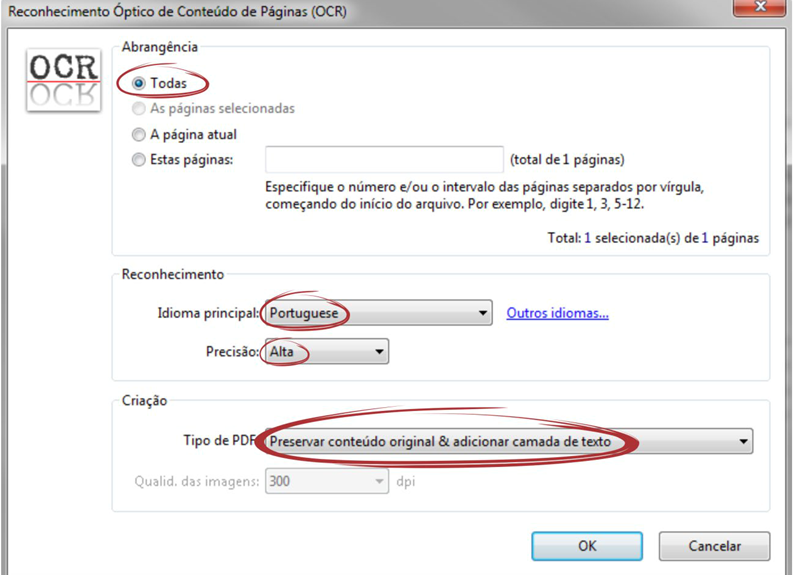 Reconhecimento Óptico de Conteúdo de Páginas (OCR)
OCR
Abrangência
Todas
As páginas selecionadas
A página atual
Estas páginas: (total de 1 páginas)
Especifique o número e/ou o intervalo das páginas separados por vírgula,
começando do início do arquivo. Por exemplo, digite 1, 3, 5-12.
Total: 1 selecionada(s) de 1 páginas
Reconhecimento
Idioma principal: Portuguese Outros idiomas...
Precisão: Alta
Criação
Tipo de PDF Preservar conteúdo original & adicionar camada de texto
Qualid. das imagens: 300 dpi
OK Cancelar